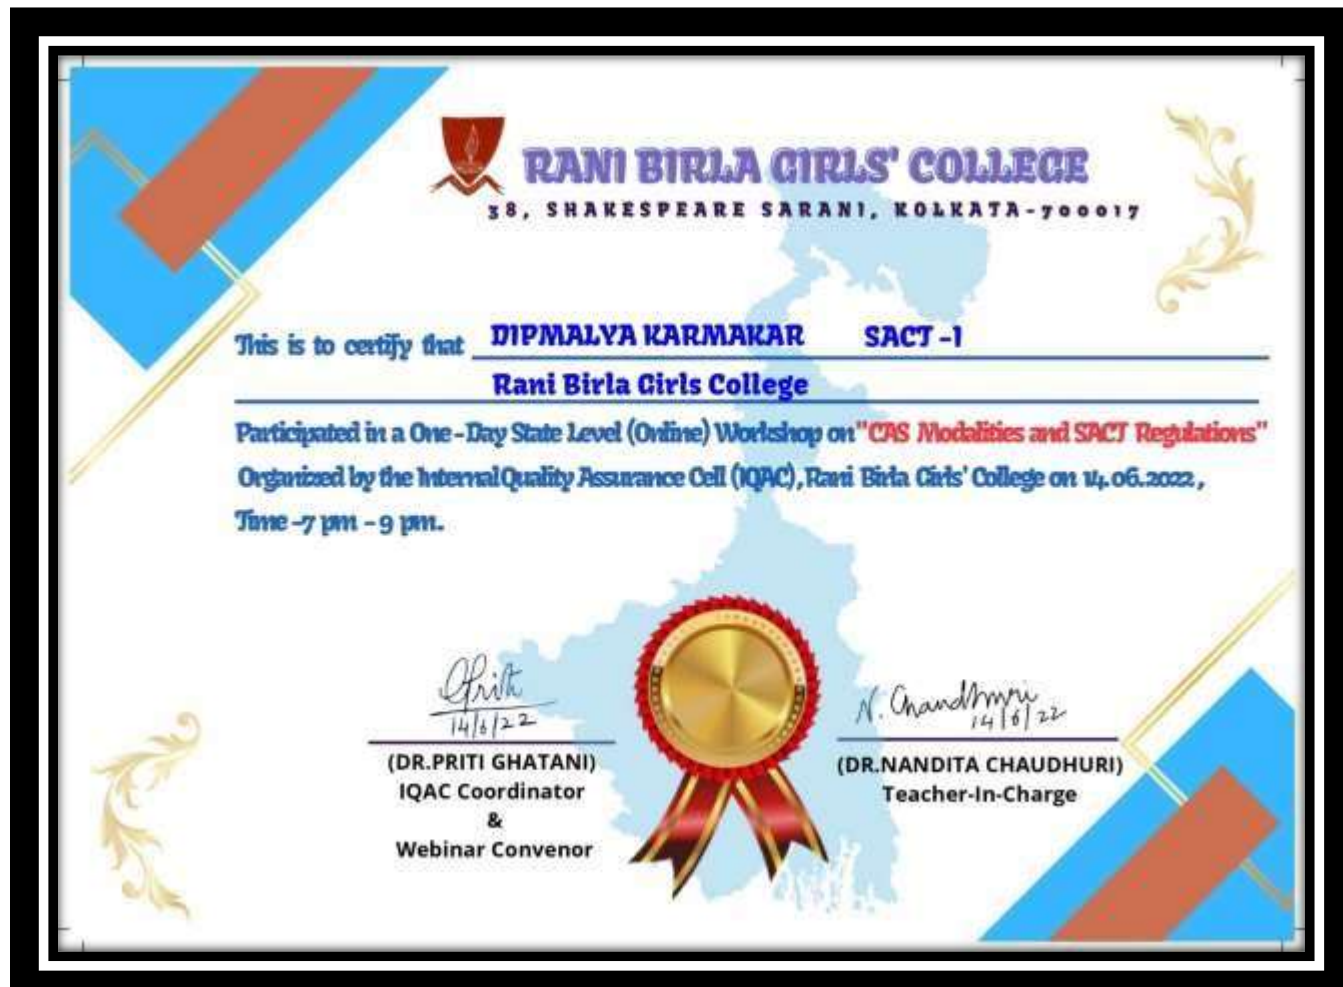 RANI BIRLA GIRLS' COLLEGE
38, SHAKESPEARE SARANI, KOLKATA-700017
This is to certify that DIPMALYA KARMAKAR SACT -1
Rani Birla Girls College
Participated in a One-Day State Level (Online) Workshop on "CAS Modalities and SACT Regulations"
Organized by the Internal Quality Assurance Cell (IQAC), Rani Birla Girls' College on 14.06.2022,
Time -7 pm - 9 pm.
14/6/22
N. Chaudhuri
14/6/22
(DR.PRITI GHATANI)
IQAC Coordinator
&
Webinar Convenor
(DR.NANDITA CHAUDHURI)
Teacher-In-Charge